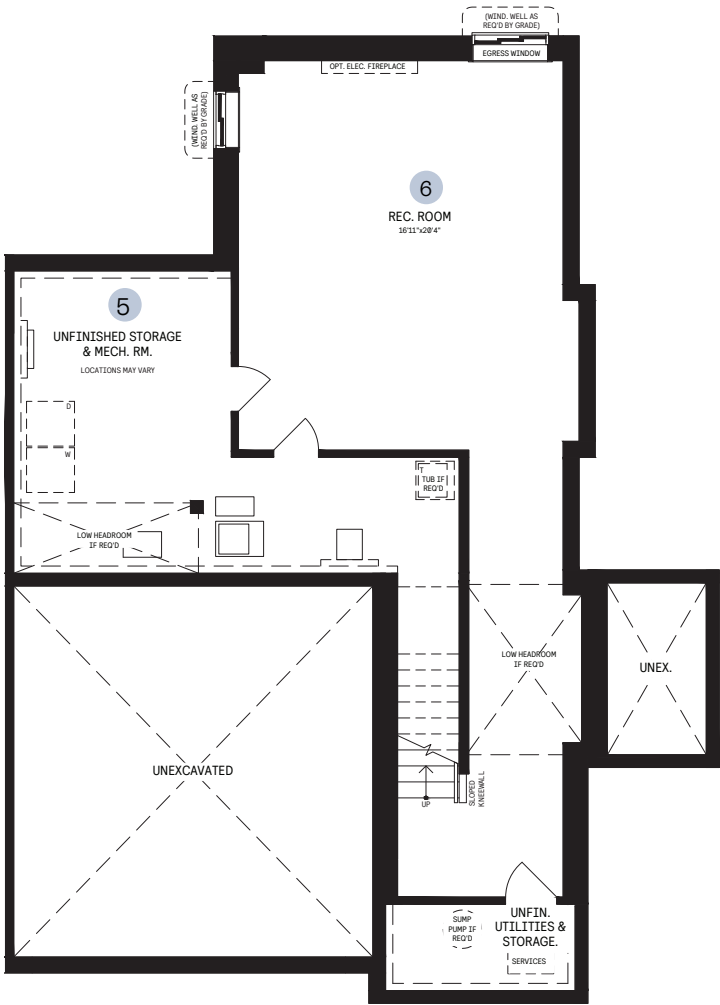 (WIND. WELL AS
REQ'D BY GRADE)
EGRESS WINDOW
OPT. ELEC. FIREPLACE
(WIND. WELL AS
REQ'D BY GRADE)
6
REC. ROOM
16'11"x20'4"
5
UNFINISHED STORAGE
& MECH. RM.
LOCATIONS MAY VARY
D
W
T
TUB IF
REQ'D
LOW HEADROOM
IF REQ'D
LOW HEADROOM
IF REQ'D
UNEX.
UNEXCAVATED
UP
SLOPED
KNEEWALL
SUMP
PUMP IF
REQ'D
UNFIN.
UTILITIES &
STORAGE.
SERVICES